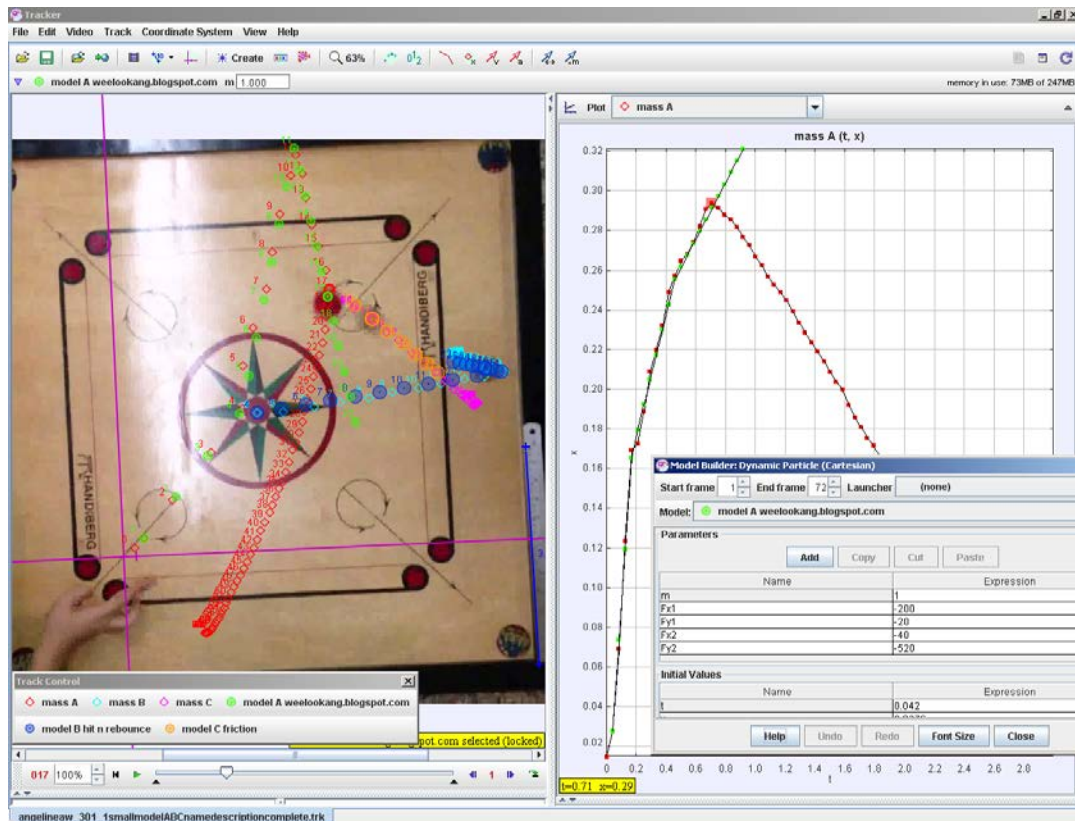 Tracker
File Edit Video Track Coordinate System View Help
Create 63%
model A weelookang.blogspot.com m 1.000
memory in use: 73MB of 247MB
Plot mass A
mass A (t, x)
0.32
0.30
0.28
0.26
0.24
0.22
0.20
0.18
0.16
0.14
0.12
0.10
0.08
0.06
0.04
0.02
x
0 0.2 0.4 0.6 0.8 1.0 1.2 1.4 1.6 1.8 2.0 2.2 2.4 2.6 2.8
t
t=0.71 x=0.29
HANDIBERG
HANDIBERG
Model Builder: Dynamic Particle (Cartesian)
Start frame 1 End frame 72 Launcher (none)
Model: model A weelookang.blogspot.com
Parameters
Add Copy Cut Paste
Name Expression
m 1
Fx1 -200
Fy1 -20
Fx2 -40
Fy2 -520
Initial Values
Name Expression
t 0.042
Help Undo Redo Font Size Close
Track Control
mass A mass B mass C model A weelookang.blogspot.com
model B hit n rebounce model C friction
spot.com selected (locked)
017 100% 1
angelineaw_301_1smallmodelABCnamedescriptioncomplete.trk